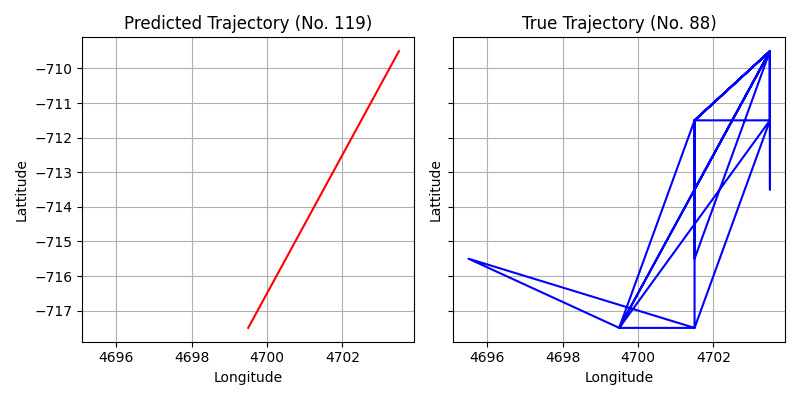 Predicted Trajectory (No. 119)
True Trajectory (No. 88)
Lattitude
−710
−711
−712
−713
−714
−715
−716
−717
4696 4698 4700 4702
Longitude
Lattitude
4696 4698 4700 4702
Longitude